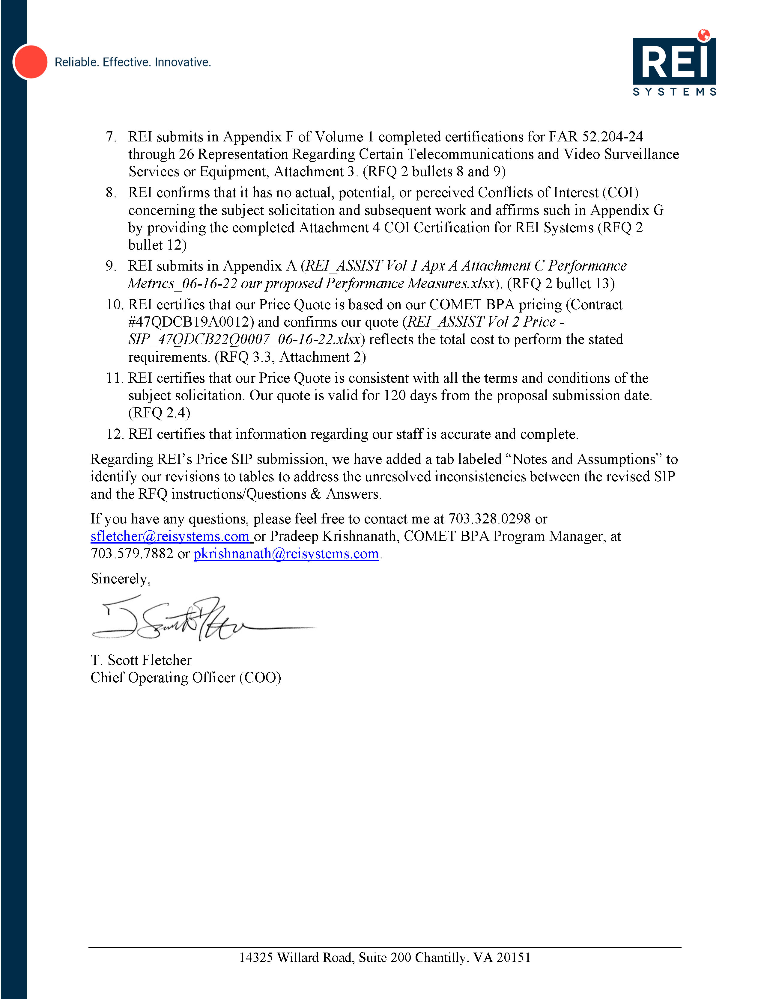 Reliable. Effective. Innovative.
REI
SYSTEMS
7. REI submits in Appendix F of Volume 1 completed certifications for FAR 52.204-24
through 26 Representation Regarding Certain Telecommunications and Video Surveillance
Services or Equipment, Attachment 3. (RFQ 2 bullets 8 and 9)
8. REI confirms that it has no actual, potential, or perceived Conflicts of Interest (COI)
concerning the subject solicitation and subsequent work and affirms such in Appendix G
by providing the completed Attachment 4 COI Certification for REI Systems (RFQ 2
bullet 12)
9. REI submits in Appendix A (REI_ASSIST Vol 1 Apx A Attachment C Performance
Metrics_06-16-22 our proposed Performance Measures.xlsx). (RFQ 2 bullet 13)
10. REI certifies that our Price Quote is based on our COMET BPA pricing (Contract
#47QDCB19A0012) and confirms our quote (REI_ASSIST Vol 2 Price -
SIP_47QDCB22Q0007_06-16-22.xlsx) reflects the total cost to perform the stated
requirements. (RFQ 3.3, Attachment 2)
11. REI certifies that our Price Quote is consistent with all the terms and conditions of the
subject solicitation. Our quote is valid for 120 days from the proposal submission date.
(RFQ 2.4)
12. REI certifies that information regarding our staff is accurate and complete.
Regarding REI’s Price SIP submission, we have added a tab labeled “Notes and Assumptions” to
identify our revisions to tables to address the unresolved inconsistencies between the revised SIP
and the RFQ instructions/Questions & Answers.
If you have any questions, please feel free to contact me at 703.328.0298 or
sfletcher@reisystems.com or Pradeep Krishnanath, COMET BPA Program Manager, at
703.579.7882 or pkrishnanath@reisystems.com.
Sincerely,
T. Scott Fletcher
Chief Operating Officer (COO)
14325 Willard Road, Suite 200 Chantilly, VA 20151